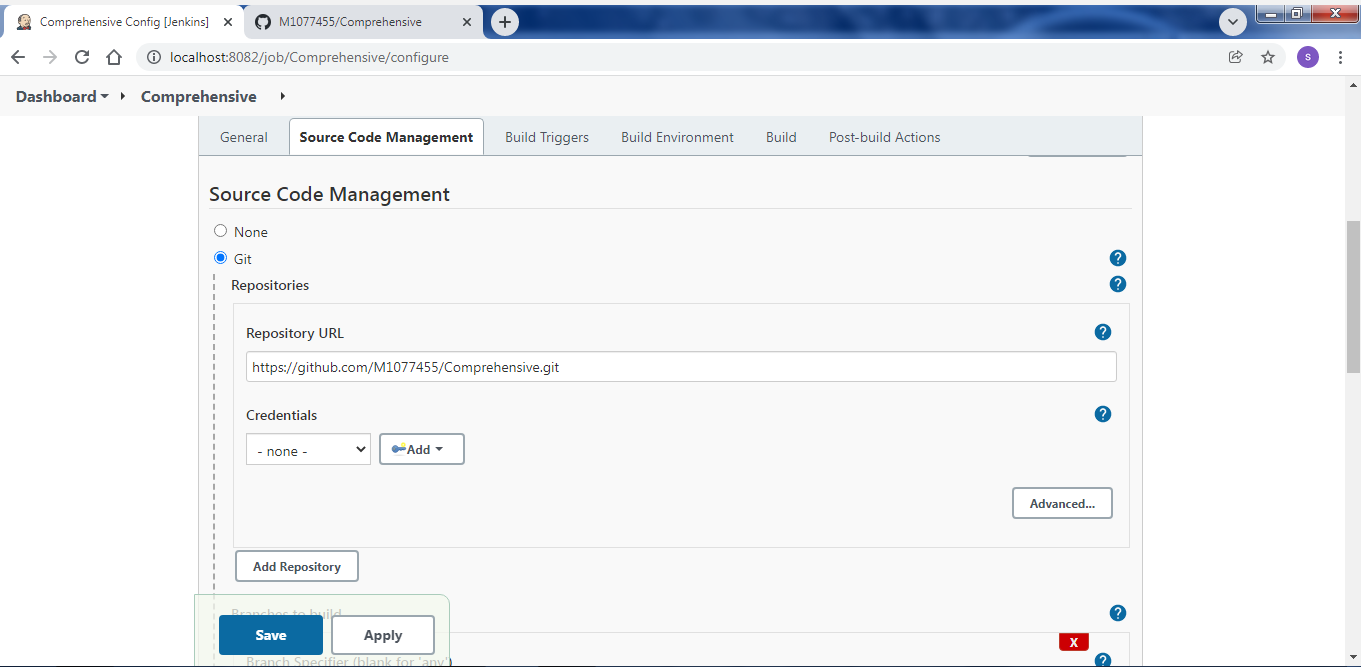 Comprehensive Config [Jenkins]
M1077455/Comprehensive
localhost:8082/job/Comprehensive/configure
S
Dashboard
Comprehensive
General
Source Code Management
Build Triggers
Build Environment
Build
Post-build Actions
Source Code Management
None
Git
?
Repositories
?
Repository URL
?
https://github.com/M1077455/Comprehensive.git
Credentials
?
- none -
Add
Advanced...
Add Repository
Branches to build
?
Save
Apply
X
Branch Specifier (blank for 'any')
?